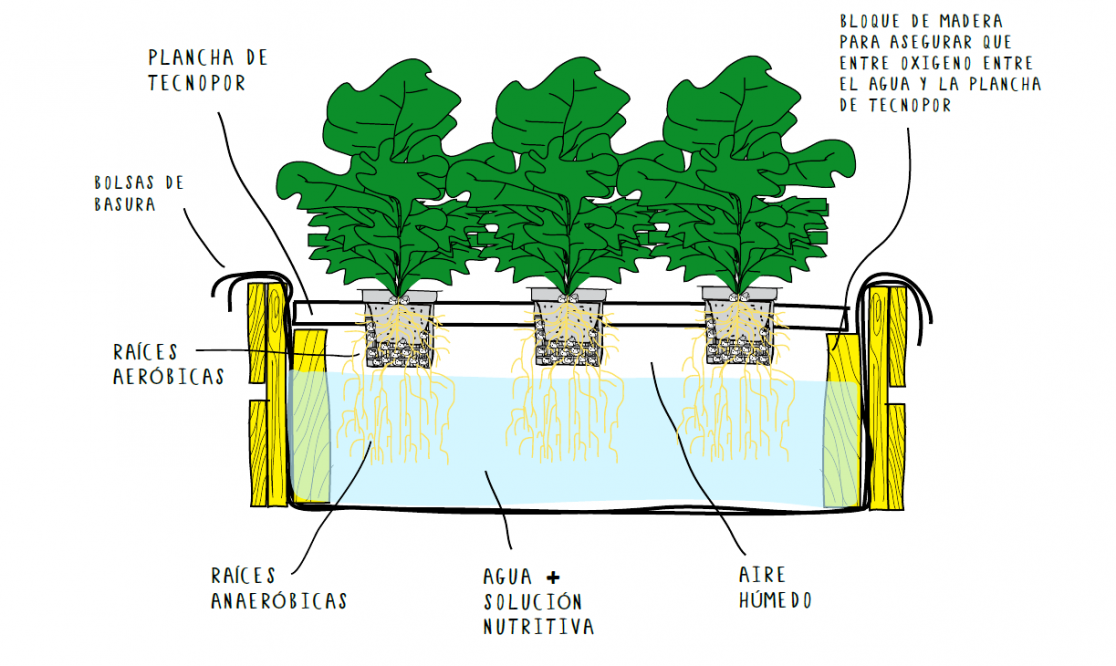 BLOQUE DE MADERA
PARA ASEGURAR QUE
ENTRE OXIGENO ENTRE
EL AGUA Y LA PLANCHA
DE TECNOPOR
PLANCHA DE
TECNOPOR
BOLSAS DE
BASURA
RAÍCES
AERÓBICAS
RAÍCES
ANAERÓBICAS
AGUA +
SOLUCIÓN
NUTRITIVA
AIRE
HÚMEDO